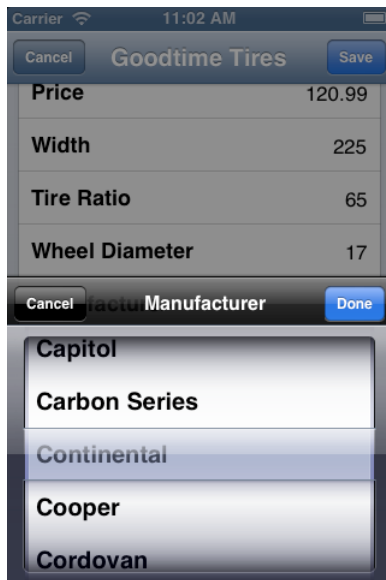 Carrier 11:02 AM
Cancel Goodtime Tires Save
Price 120.99
Width 225
Tire Ratio 65
Wheel Diameter 17
Cancel Manufacturer Done
Capitol
Carbon Series
Continental
Cooper
Cordovan